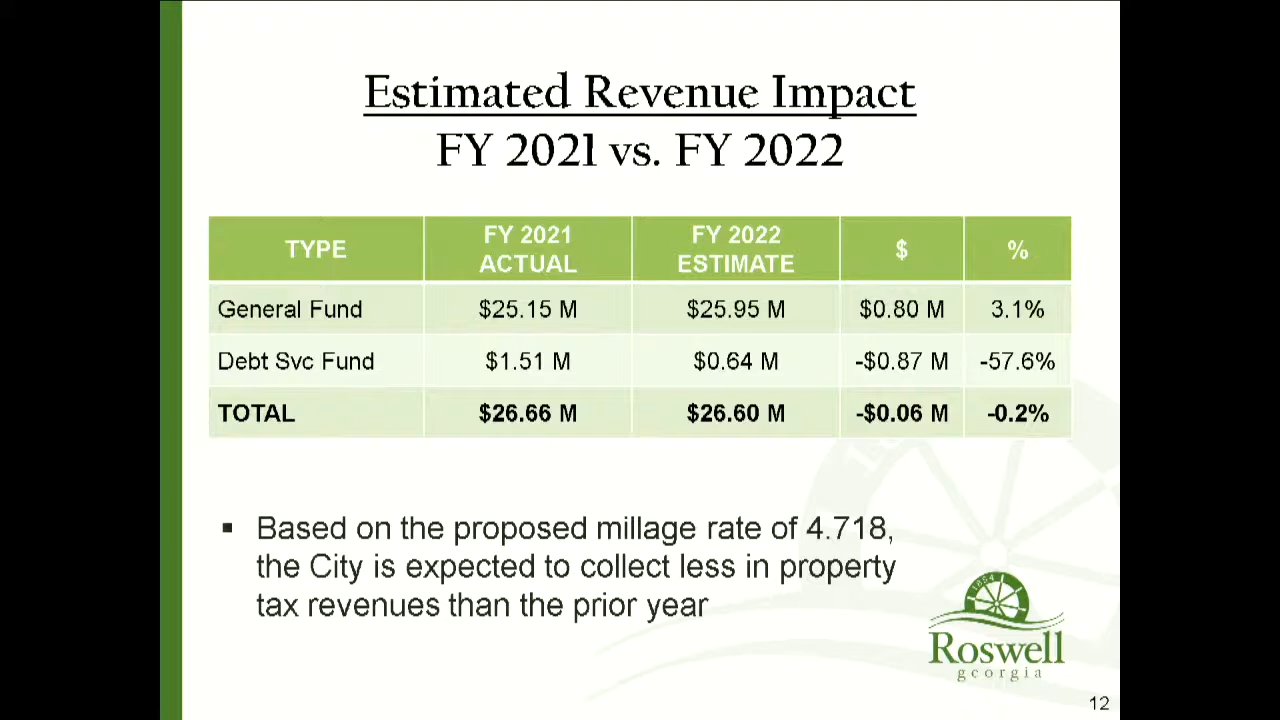 Estimated Revenue Impact
FY 2021 vs. FY 2022
TYPE FY 2021 ACTUAL FY 2022 ESTIMATE $ %
General Fund $25.15 M $25.95 M $0.80 M 3.1%
Debt Svc Fund $1.51 M $0.64 M -$0.87 M -57.6%
TOTAL $26.66 M $26.60 M -$0.06 M -0.2%
▪ Based on the proposed millage rate of 4.718,
the City is expected to collect less in property
tax revenues than the prior year
1854
Roswell
georgia
12